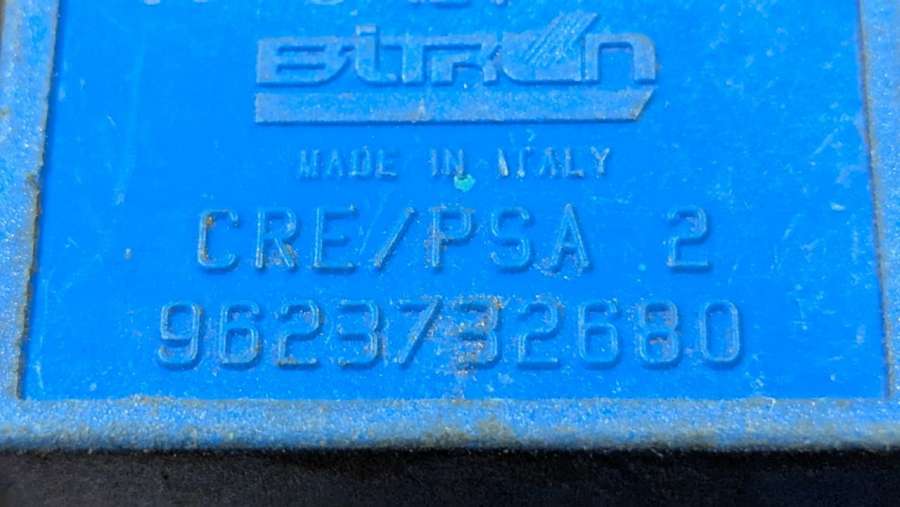 BiTRON
MADE IN ITALY
CRE/PSA 2
9623732680